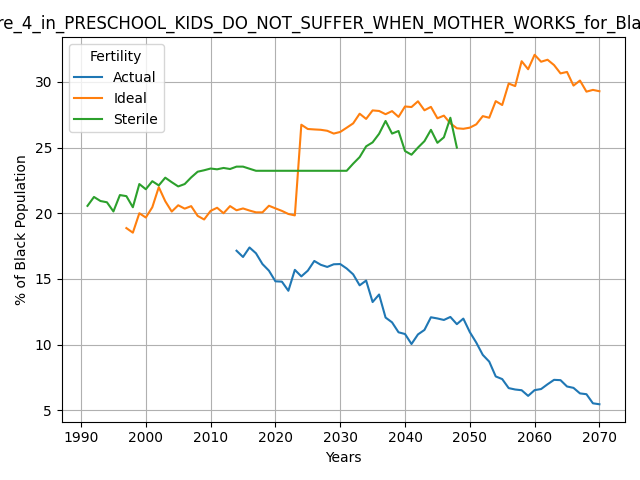 re_4_in_PRESCHOOL_KIDS_DO_NOT_SUFFER_WHEN_MOTHER_WORKS_for_Bla
Fertility
Actual
Ideal
Sterile
% of Black Population
30
25
20
15
10
5
1990 2000 2010 2020 2030 2040 2050 2060 2070
Years